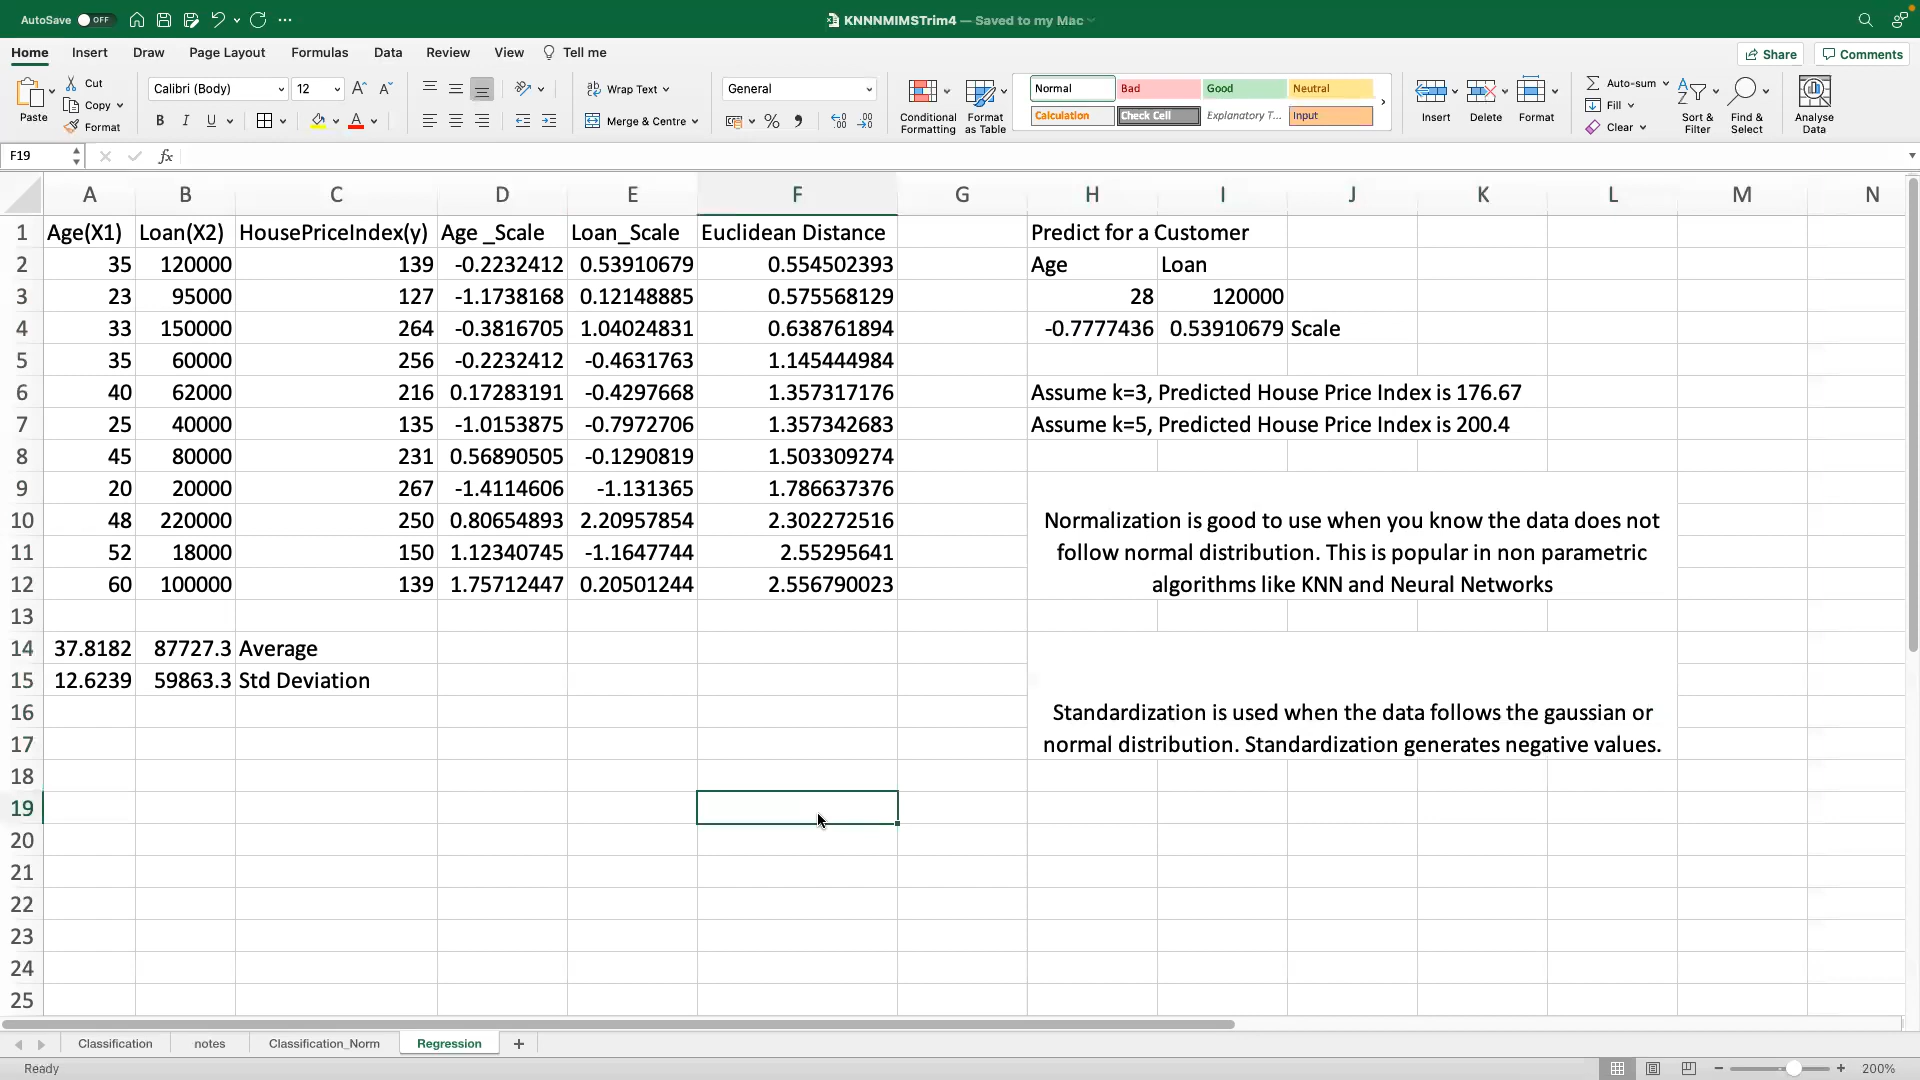 AutoSave OFF KNNNMIMSTrim4 — Saved to my Mac
Home Insert Draw Page Layout Formulas Data Review View Tell me Share Comments
Paste Cut Copy Format
Calibri (Body) 12 A A
B I U A
Wrap Text
Merge & Centre
General
%
Conditional Formatting
Format as Table
Normal Bad Good Neutral
Calculation Check Cell Explanatory T... Input
Insert Delete Format
Auto-sum
Fill
Clear
Sort & Filter
Find & Select
Analyse Data
F19 fx
A B C D E F G H I J K L M N
1 Age(X1) Loan(X2) HousePriceIndex(y) Age _Scale Loan_Scale Euclidean Distance Predict for a Customer
2 35 120000 139 -0.2232412 0.53910679 0.554502393 Age Loan
3 23 95000 127 -1.1738168 0.12148885 0.575568129 28 120000
4 33 150000 264 -0.3816705 1.04024831 0.638761894 -0.7777436 0.53910679 Scale
5 35 60000 256 -0.2232412 -0.4631763 1.145444984
6 40 62000 216 0.17283191 -0.4297668 1.357317176 Assume k=3, Predicted House Price Index is 176.67
7 25 40000 135 -1.0153875 -0.7972706 1.357342683 Assume k=5, Predicted House Price Index is 200.4
8 45 80000 231 0.56890505 -0.1290819 1.503309274
9 20 20000 267 -1.4114606 -1.131365 1.786637376
10 48 220000 250 0.80654893 2.20957854 2.302272516 Normalization is good to use when you know the data does not
11 52 18000 150 1.12340745 -1.1647744 2.55295641 follow normal distribution. This is popular in non parametric
12 60 100000 139 1.75712447 0.20501244 2.556790023 algorithms like KNN and Neural Networks
13
14 37.8182 87727.3 Average
15 12.6239 59863.3 Std Deviation
16 Standardization is used when the data follows the gaussian or
17 normal distribution. Standardization generates negative values.
18
19
20
21
22
23
24
25
Classification notes Classification_Norm Regression +
Ready 200%